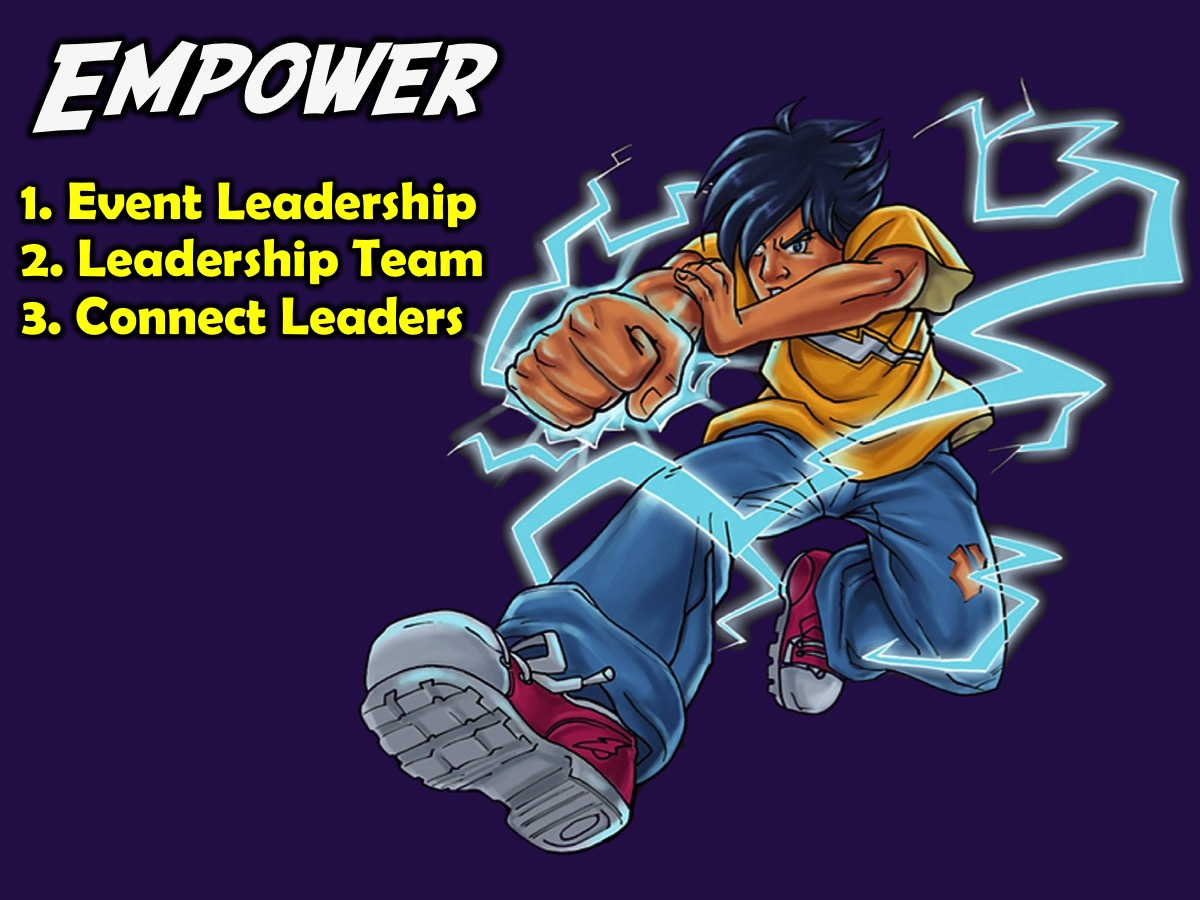 Empower
1. Event Leadership
2. Leadership Team
3. Connect Leaders